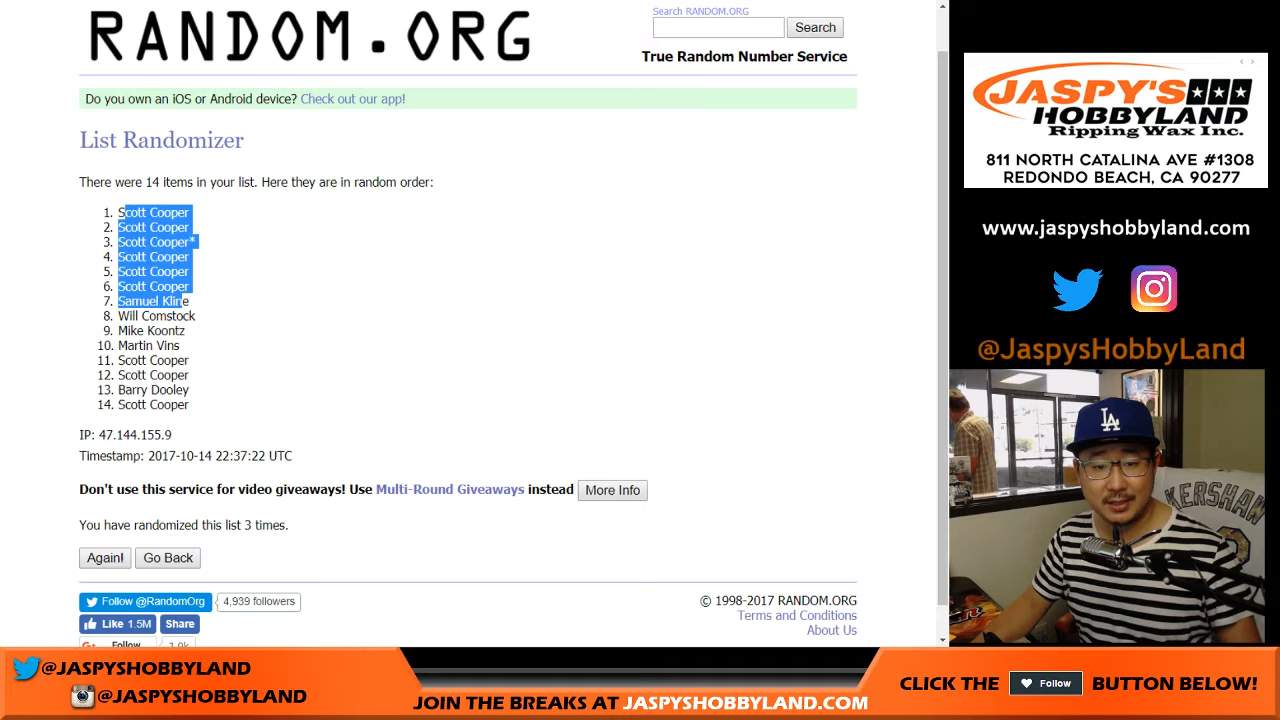 RANDOM.ORG
Search RANDOM.ORG
Search
True Random Number Service
Do you own an iOS or Android device? Check out our app!
List Randomizer
There were 14 items in your list. Here they are in random order:
1. Scott Cooper
2. Scott Cooper
3. Scott Cooper*
4. Scott Cooper
5. Scott Cooper
6. Scott Cooper
7. Samuel Kline
8. Will Comstock
9. Mike Koontz
10. Martin Vins
11. Scott Cooper
12. Scott Cooper
13. Barry Dooley
14. Scott Cooper
IP: 47.144.155.9
Timestamp: 2017-10-14 22:37:22 UTC
Don't use this service for video giveaways! Use Multi-Round Giveaways instead More Info
You have randomized this list 3 times.
Again! Go Back
Follow @RandomOrg 4,939 followers
Like 1.5M Share
G+ Follow
© 1998-2017 RANDOM.ORG
Terms and Conditions
About Us
JASPY'S
HOBBYLAND
Ripping Wax Inc.
811 NORTH CATALINA AVE #1308
REDONDO BEACH, CA 90277
www.jaspyshobbyland.com
@JaspysHobbyLand
LA
KERSHAW
@JASPYSHOBBYLAND
@JASPYSHOBBYLAND
JOIN THE BREAKS AT JASPYSHOBBYLAND.COM
CLICK THE Follow BUTTON BELOW!